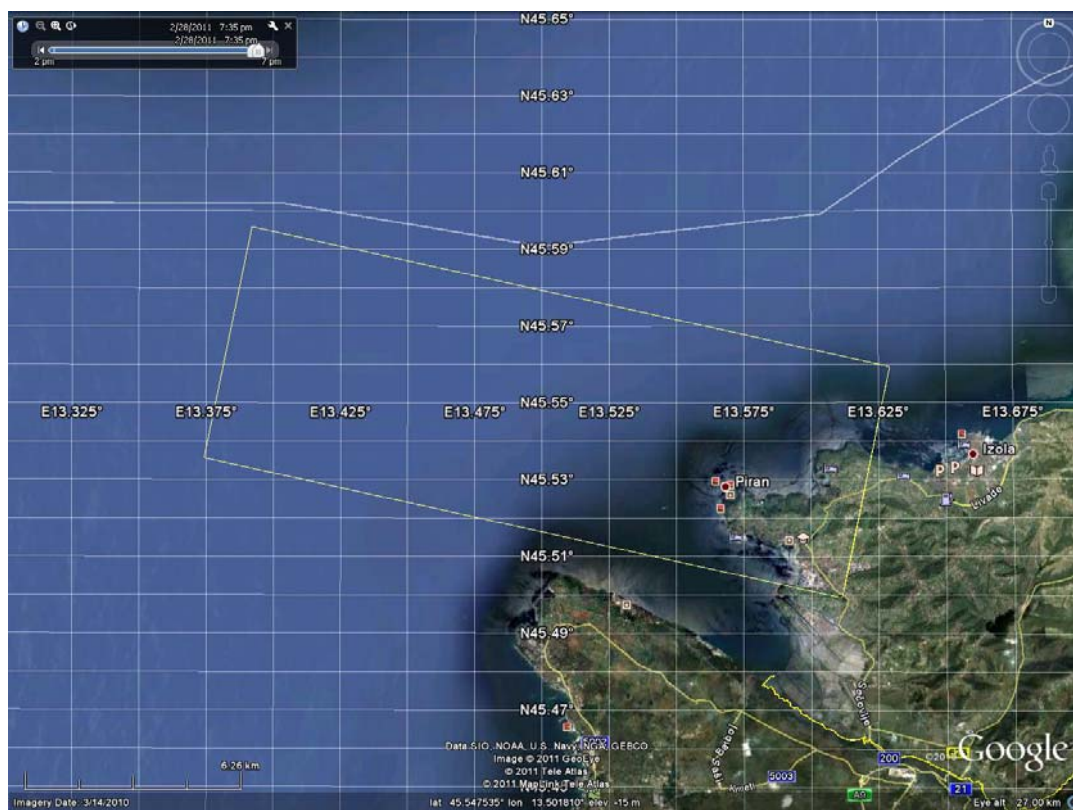 2/28/2011 7:35 pm
2/28/2011 7:35 pm
2 pm
7 pm
N
N45.65°
N45.63°
N45.61°
N45.59°
N45.57°
N45.55°
E13.325°
E13.375°
E13.425°
E13.475°
E13.525°
E13.575°
E13.625°
E13.675°
Izola
P P
Livade
N45.53°
Piran
N45.51°
N45.49°
N45.47°
Sečovlje
5002
Data SIO, NOAA, U.S. Navy, NGA, GEBCO
Image © 2011 GeoEye
© 2011 Tele Atlas
© 2011 MapLink/Tele Atlas
200
Google
5003
21
6.26 km
Imagery Date: 3/14/2010
lat 45.547535° lon 13.501810° elev -15 m
Eye alt 27.00 km